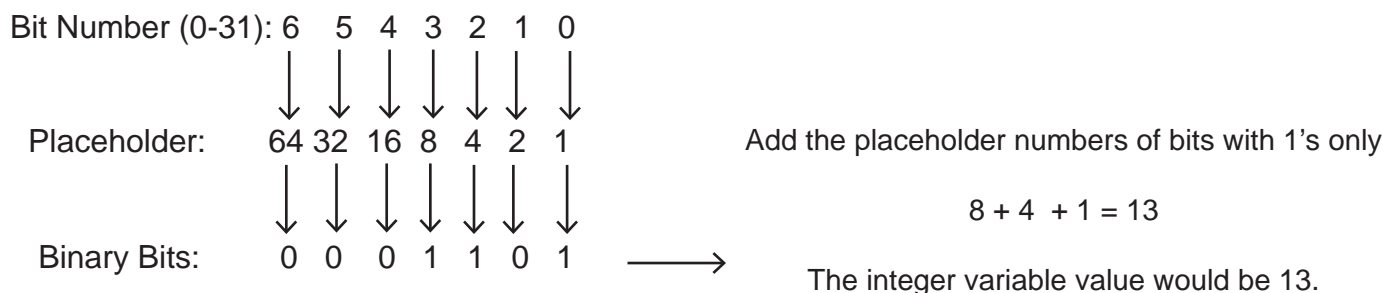 Bit Number (0-31): 6 5 4 3 2 1 0
Placeholder: 64 32 16 8 4 2 1
Add the placeholder numbers of bits with 1's only
8 + 4 + 1 = 13
Binary Bits: 0 0 0 1 1 0 1
The integer variable value would be 13.